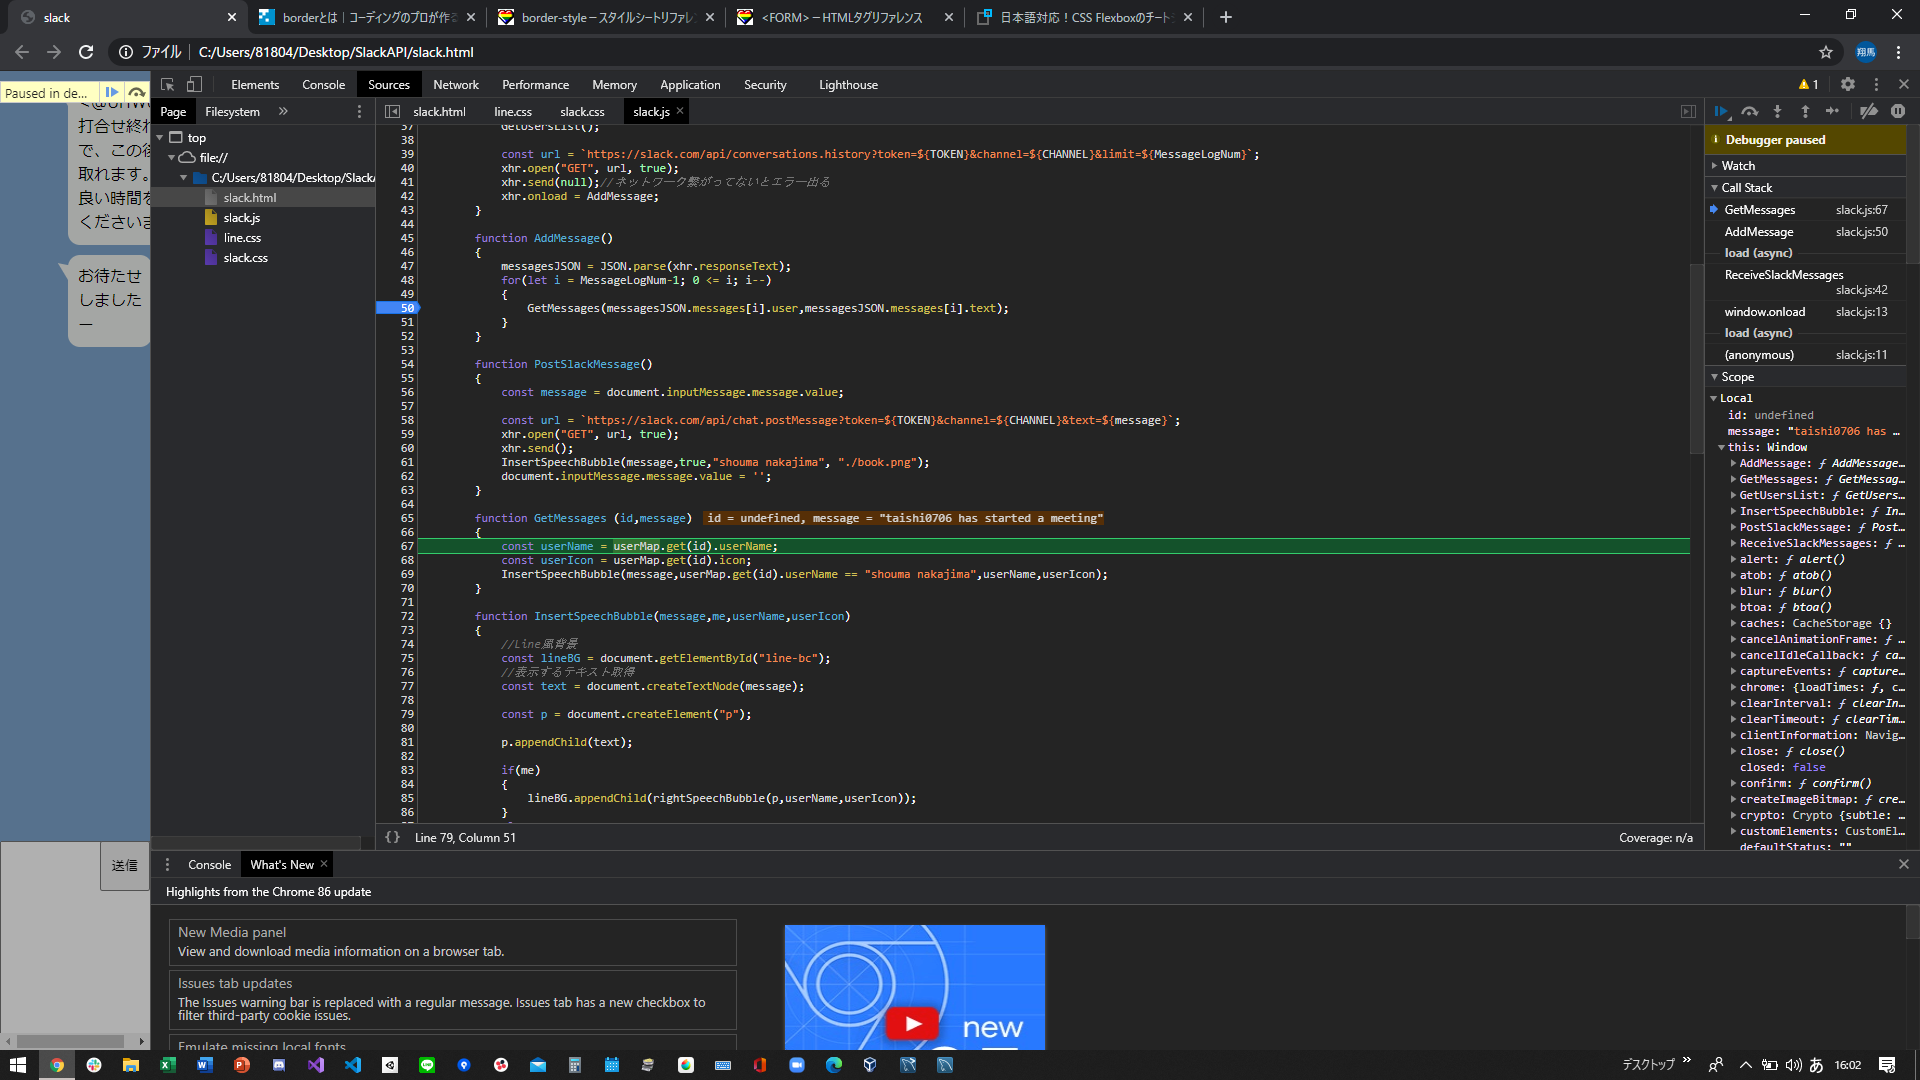 slack
borderとは | コーディングのプロが作る
border-style－スタイルシートリファレン
<FORM>－HTMLタグリファレンス
日本語対応！CSS Flexboxのチート
ファイル
C:/Users/81804/Desktop/SlackAPI/slack.html
翔馬
Paused in de...
打合せ終れ
で、この後
取れます。
良い時間を
くださいま
お待たせ
しました
ー
送信
Elements
Console
Sources
Network
Performance
Memory
Application
Security
Lighthouse
1
Page
Filesystem
»
top
file://
C:/Users/81804/Desktop/SlackA
slack.html
slack.js
line.css
slack.css
slack.html
line.css
slack.css
slack.js
37 GetUsersList();
38
39 const url = `https://slack.com/api/conversations.history?token=${TOKEN}&channel=${CHANNEL}&limit=${MessageLogNum}`;
40 xhr.open("GET", url, true);
41 xhr.send(null);//ネットワーク繋がってないとエラー出る
42 xhr.onload = AddMessage;
43 }
44
45 function AddMessage()
46 {
47 messagesJSON = JSON.parse(xhr.responseText);
48 for(let i = MessageLogNum-1; 0 <= i; i--)
49 {
50 GetMessages(messagesJSON.messages[i].user,messagesJSON.messages[i].text);
51 }
52 }
53
54 function PostSlackMessage()
55 {
56 const message = document.inputMessage.message.value;
57
58 const url = `https://slack.com/api/chat.postMessage?token=${TOKEN}&channel=${CHANNEL}&text=${message}`;
59 xhr.open("GET", url, true);
60 xhr.send();
61 InsertSpeechBubble(message,true,"shouma nakajima", "./book.png");
62 document.inputMessage.message.value = '';
63 }
64
65 function GetMessages (id,message) id = undefined, message = "taishi0706 has started a meeting"
66 {
67 const userName = userMap.get(id).userName;
68 const userIcon = userMap.get(id).icon;
69 InsertSpeechBubble(message,userMap.get(id).userName == "shouma nakajima",userName,userIcon);
70 }
71
72 function InsertSpeechBubble(message,me,userName,userIcon)
73 {
74 //Line風背景
75 const lineBG = document.getElementById("line-bc");
76 //表示するテキスト取得
77 const text = document.createTextNode(message);
78
79 const p = document.createElement("p");
80
81 p.appendChild(text);
82
83 if(me)
84 {
85 lineBG.appendChild(rightSpeechBubble(p,userName,userIcon));
86 }
{} Line 79, Column 51
Coverage: n/a
Debugger paused
Watch
Call Stack
GetMessages slack.js:67
AddMessage slack.js:50
load (async)
ReceiveSlackMessages
slack.js:42
window.onload slack.js:13
load (async)
(anonymous) slack.js:11
Scope
Local
id: undefined
message: "taishi0706 has …
this: Window
AddMessage: ƒ AddMessage…
GetMessages: ƒ GetMessag…
GetUsersList: ƒ GetUsers…
InsertSpeechBubble: ƒ In…
PostSlackMessage: ƒ Post…
ReceiveSlackMessages: ƒ …
alert: ƒ alert()
atob: ƒ atob()
blur: ƒ blur()
btoa: ƒ btoa()
caches: CacheStorage {}
cancelAnimationFrame: ƒ …
cancelIdleCallback: ƒ ca…
captureEvents: ƒ capture…
chrome: {loadTimes: ƒ, c…
clearInterval: ƒ clearIn…
clearTimeout: ƒ clearTim…
clientInformation: Navig…
close: ƒ close()
closed: false
confirm: ƒ confirm()
createImageBitmap: ƒ cre…
crypto: Crypto {subtle: …
customElements: CustomEl…
defaultStatus: ""
Console
What's New
Highlights from the Chrome 86 update
New Media panel
View and download media information on a browser tab.
Issues tab updates
The Issues warning bar is replaced with a regular message. Issues tab has a new checkbox to
filter third-party cookie issues.
Emulate missing local fonts
new
デスクトップ
»
あ
16:02